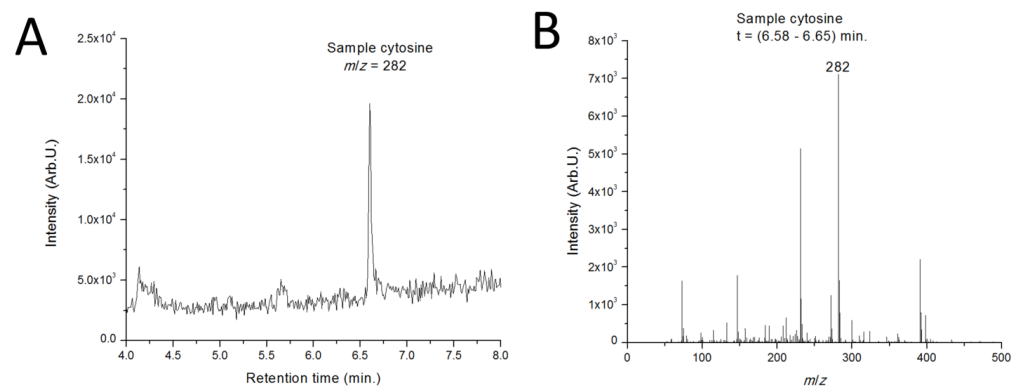 A
Sample cytosine
m/z = 282
2.5x10⁴
2.0x10⁴
1.5x10⁴
1.0x10⁴
5.0x10³
0.0
Intensity (Arb.U.)
4.0 4.5 5.0 5.5 6.0 6.5 7.0 7.5 8.0
Retention time (min.)
B
Sample cytosine
t = (6.58 - 6.65) min.
282
8x10³
7x10³
6x10³
5x10³
4x10³
3x10³
2x10³
1x10³
0
Intensity (Arb.U.)
0 100 200 300 400 500
m/z